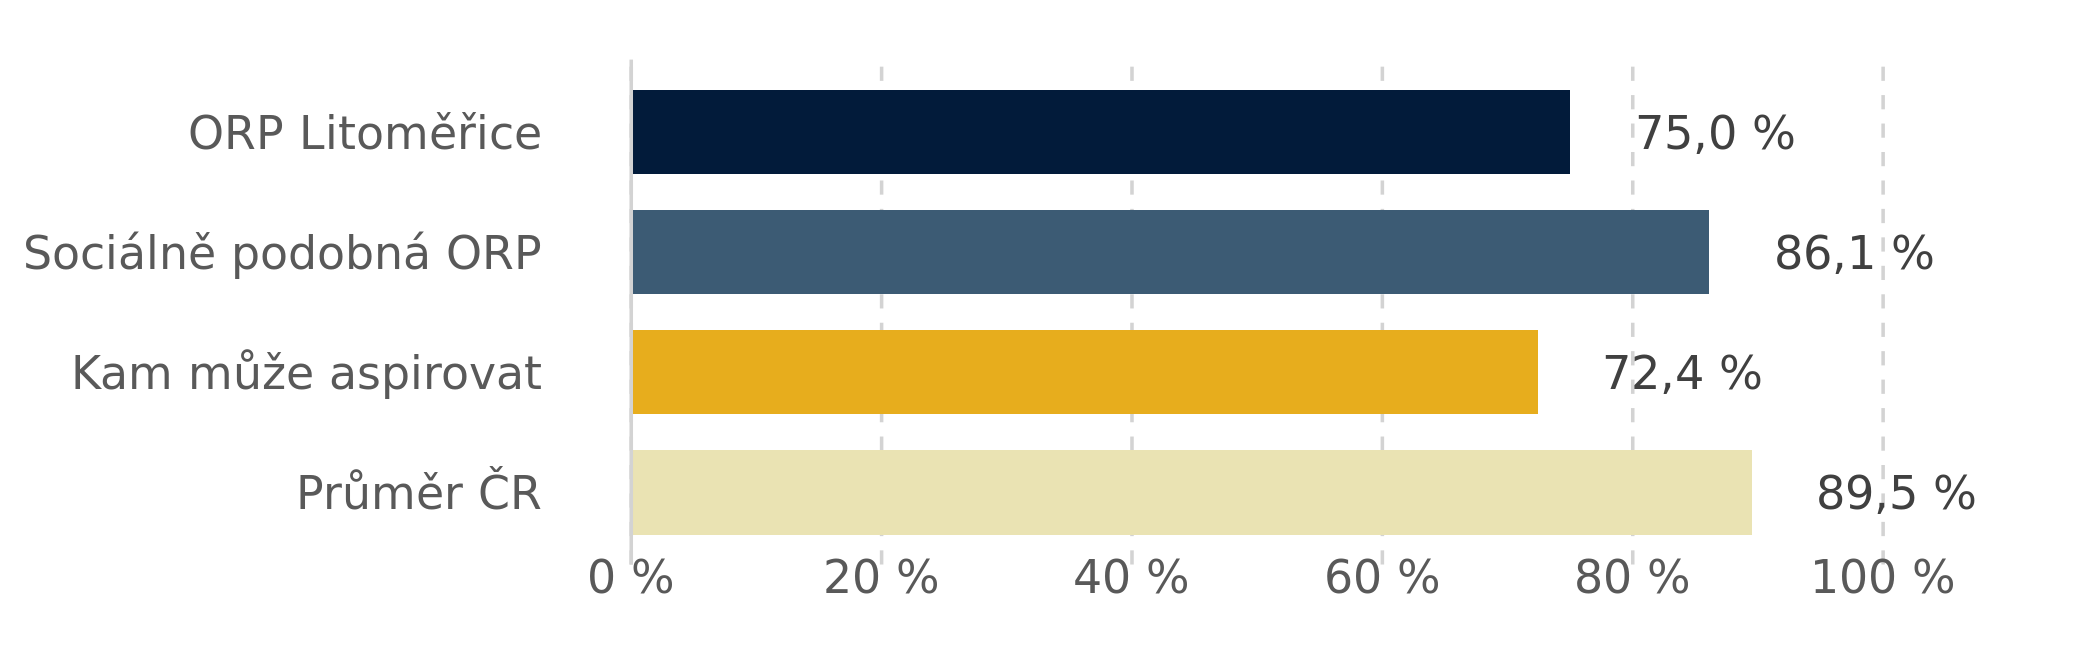 ORP Litoměřice
75,0 %
Sociálně podobná ORP
86,1 %
Kam může aspirovat
72,4 %
Průměr ČR
89,5 %
0 %
20 %
40 %
60 %
80 %
100 %